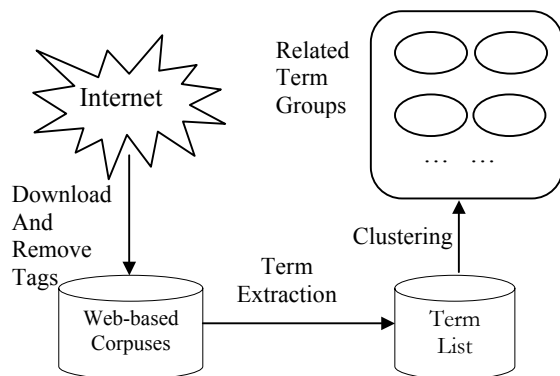 Internet
Related
Term
Groups
… …
Download
And
Remove
Tags
Clustering
Term
Extraction
Web-based
Corpuses
Term
List